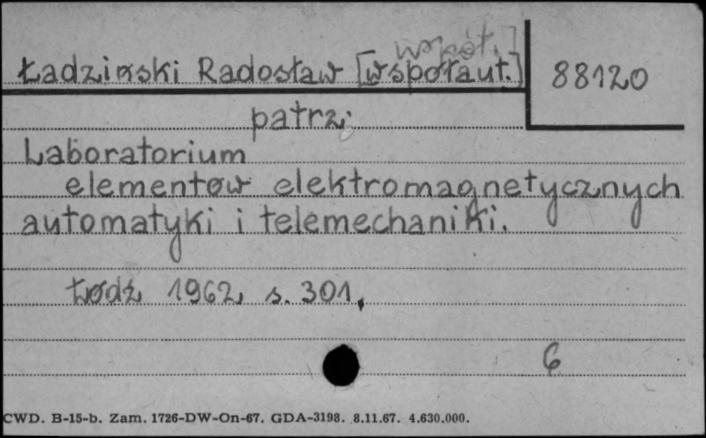 współ.]
Ładziński Radosław [współaut.]
88120
patrz:
Laboratorium
elementów elektromagnetycznych
automatyki i telemechaniki.
Łódź 1962, s. 301.
6
CWD. B-15-b. Zam. 1726-DW-On-67. GDA-3198. 8.11.67. 4.630.000.